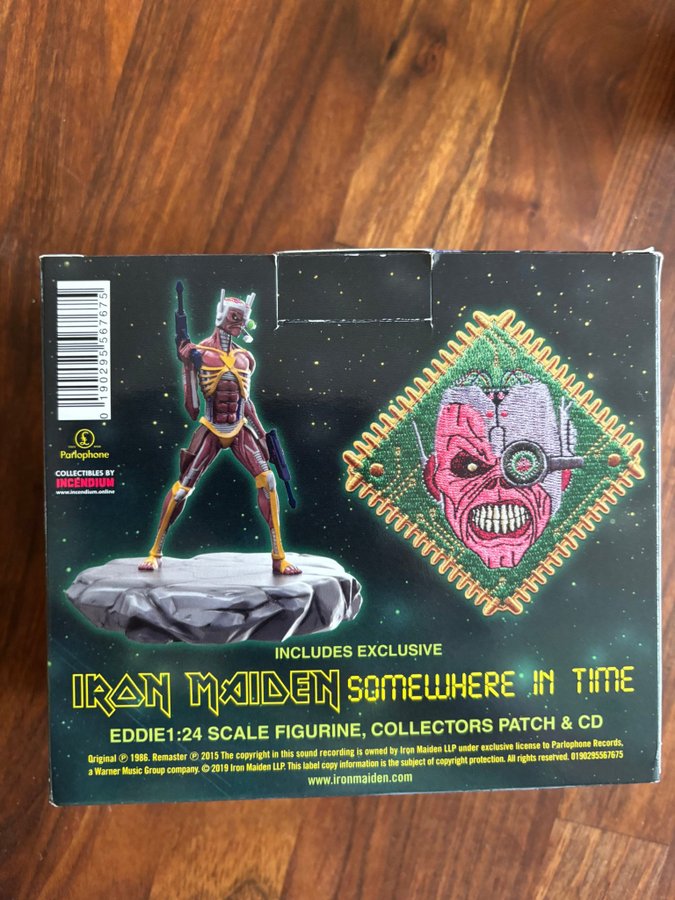 0 190295 567675
Parlophone
COLLECTIBLES BY
INCENDIUM
www.incendium.online
INCLUDES EXCLUSIVE
IRON MAIDEN SOMEWHERE IN TIME
EDDIE1:24 SCALE FIGURINE, COLLECTORS PATCH & CD
Original ℗ 1986. Remaster ℗ 2015 The copyright in this sound recording is owned by Iron Maiden LLP under exclusive license to Parlophone Records,
a Warner Music Group company. © 2019 Iron Maiden LLP. This label copy information is the subject of copyright protection. All rights reserved. 0190295567675
www.ironmaiden.com